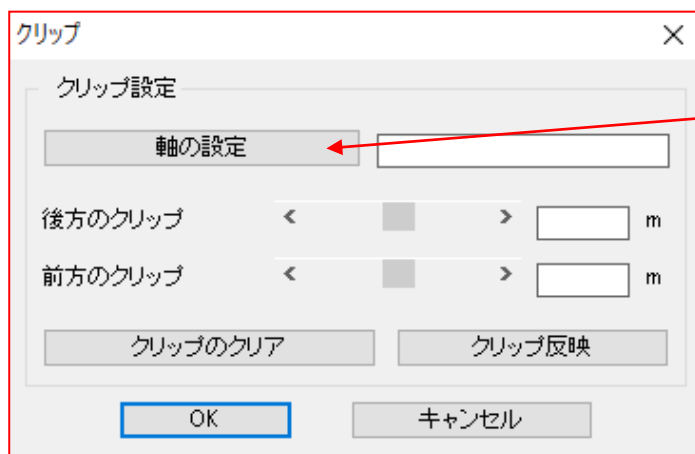 クリップ
クリップ設定
軸の設定
後方のクリップ < > m
前方のクリップ < > m
クリップのクリア クリップ反映
OK キャンセル